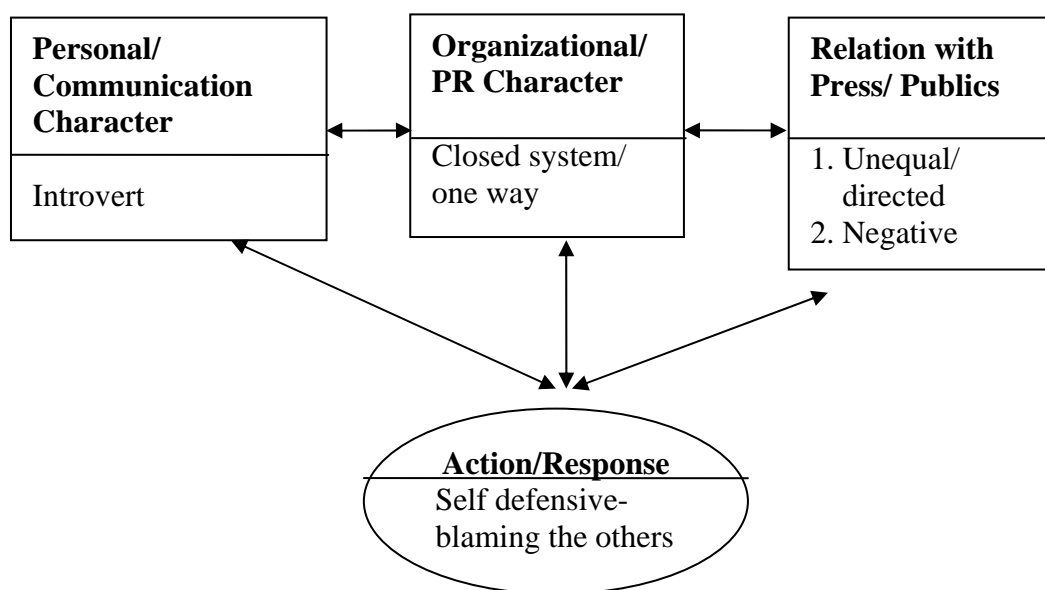 Personal/
Communication
Character
Introvert
Organizational/
PR Character
Closed system/
one way
Relation with
Press/ Publics
1. Unequal/
directed
2. Negative
Action/Response
Self defensive-
blaming the others